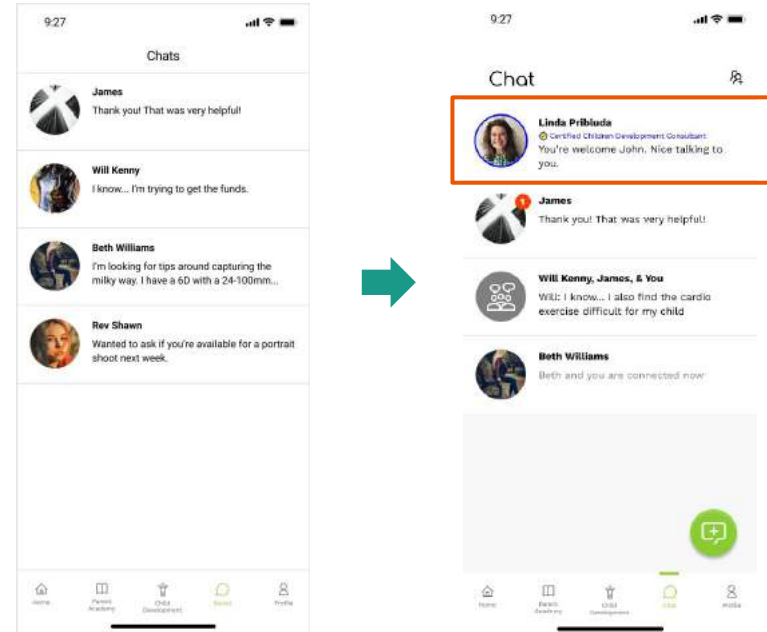 9:27
Chats
James
Thank you! That was very helpful!
Will Kenny
I know... I'm trying to get the funds.
Beth Williams
I'm looking for tips around capturing the
milky way. I have a 6D with a 24-100mm...
Rev Shawn
Wanted to ask if you're available for a portrait
shoot next week.
Home
Parent
Academy
Child
Development
Profile
9:27
Chat
Linda Pribluda
Certified Children Development Consultant
You're welcome John. Nice talking to
you.
1
James
Thank you! That was very helpful!
Will Kenny, James, & You
Will: I know... I also find the cardio
exercise difficult for my child
Beth Williams
Beth and you are connected now
Home
Parent
Academy
Child
Development
Chat
Profile